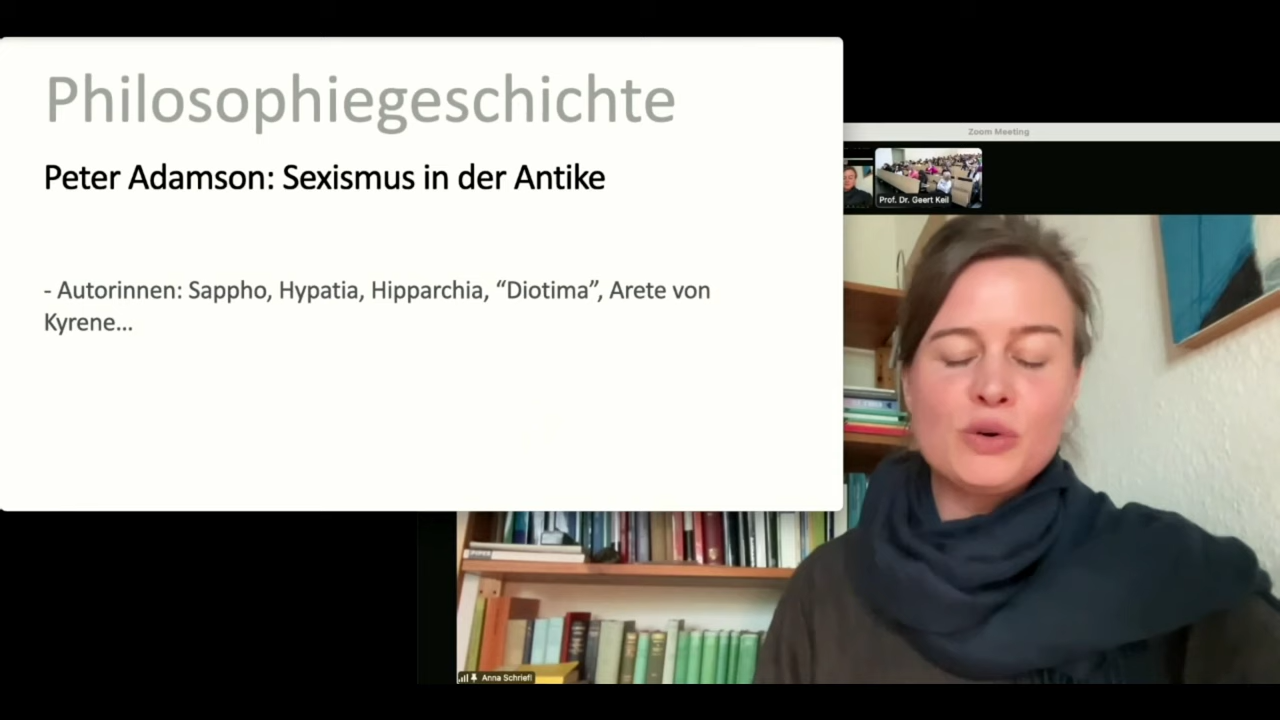 Philosophiegeschichte
Peter Adamson: Sexismus in der Antike
- Autorinnen: Sappho, Hypatia, Hipparchia, “Diotima”, Arete von
Kyrene...
Zoom Meeting
Prof. Dr. Geert Keil
Anna Schriefl